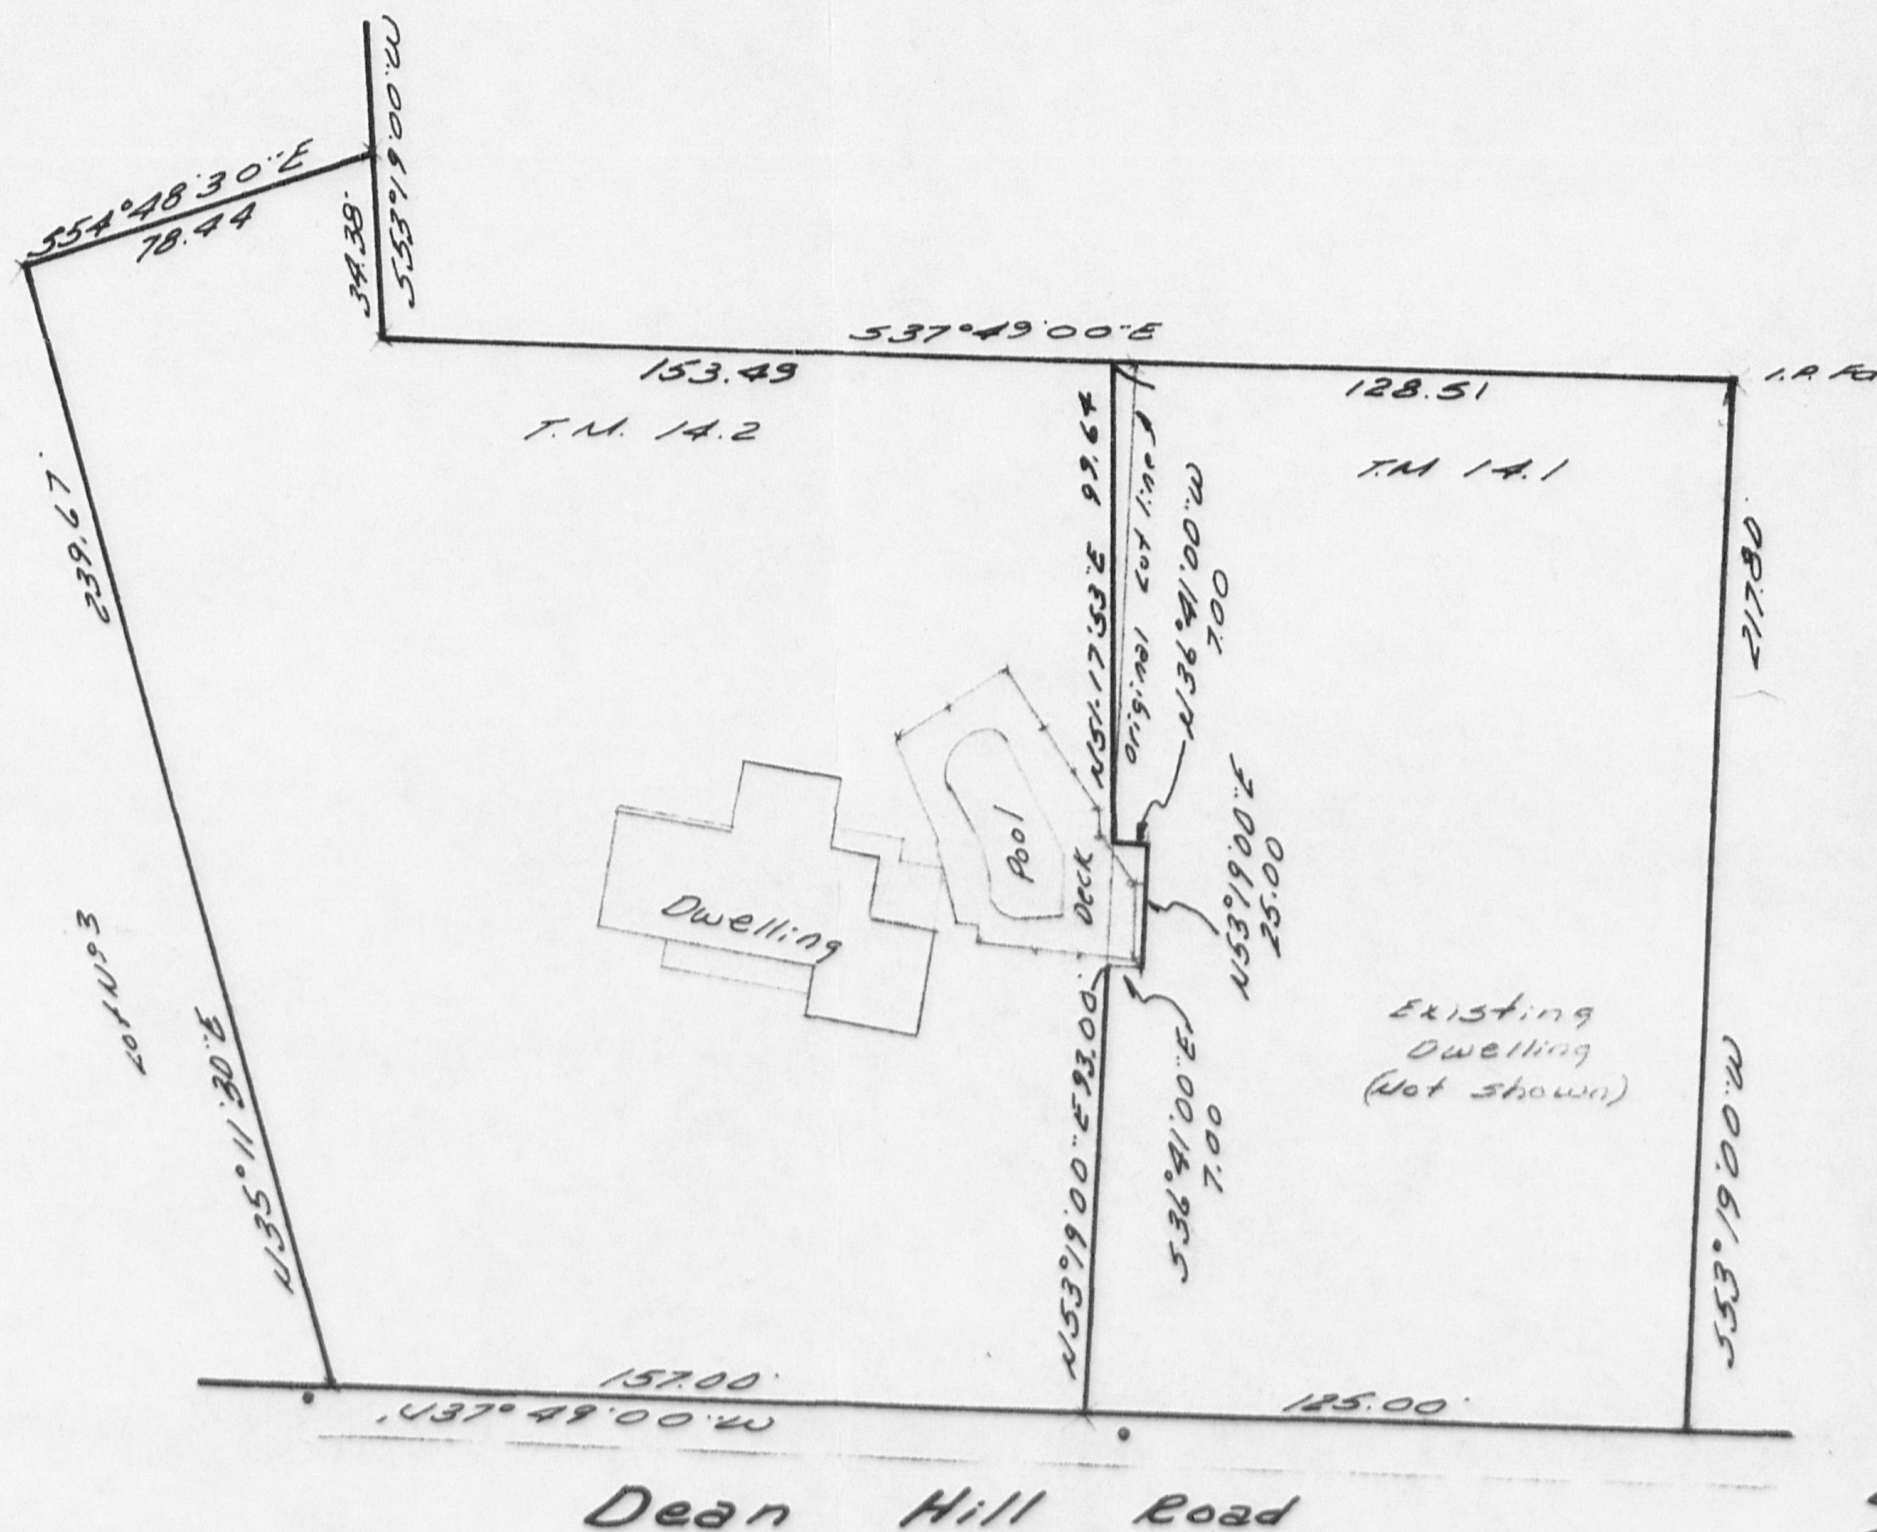 S53°19'00"W
S54°48'30"E
78.44
34.38'
S37°49'00"E
153.49
128.51
T.M. 14.2
T.M 14.1
239.67'
N51·17'53"E 99.64
Original Lot Line
N36°41'00"W
7.00
217.80'
Pool
Deck
Dwelling
N53°19'00"E
25.00
Lot Nº3
N35°11'30"E
N53°19'00"E 93.00'
S36°41'00"E
7.00
Existing
Dwelling
(Not shown)
S53°19'00"W
157.00'
N37°49'00"W
125.00'
Dean Hill Road